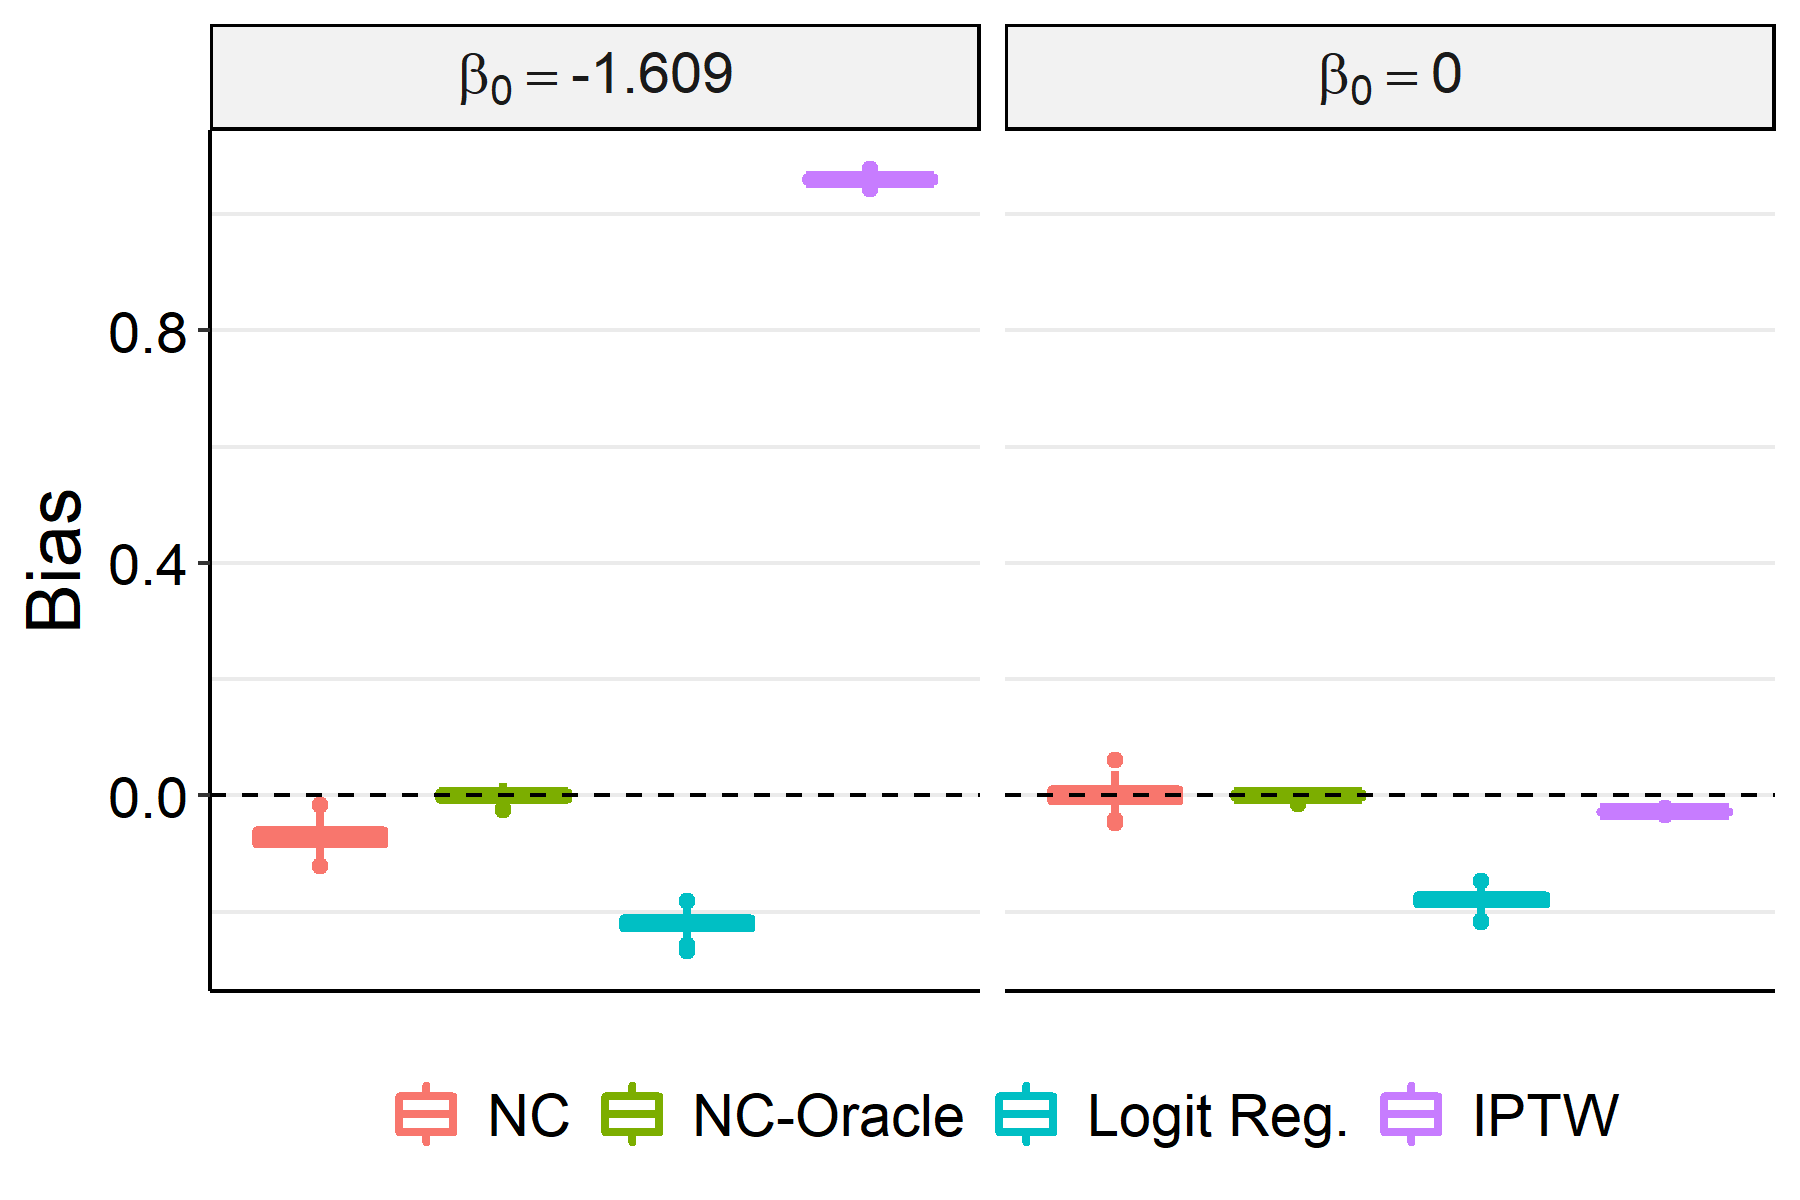 β₀ = -1.609
β₀ = 0
Bias
0.8
0.4
0.0
NC NC-Oracle Logit Reg. IPTW